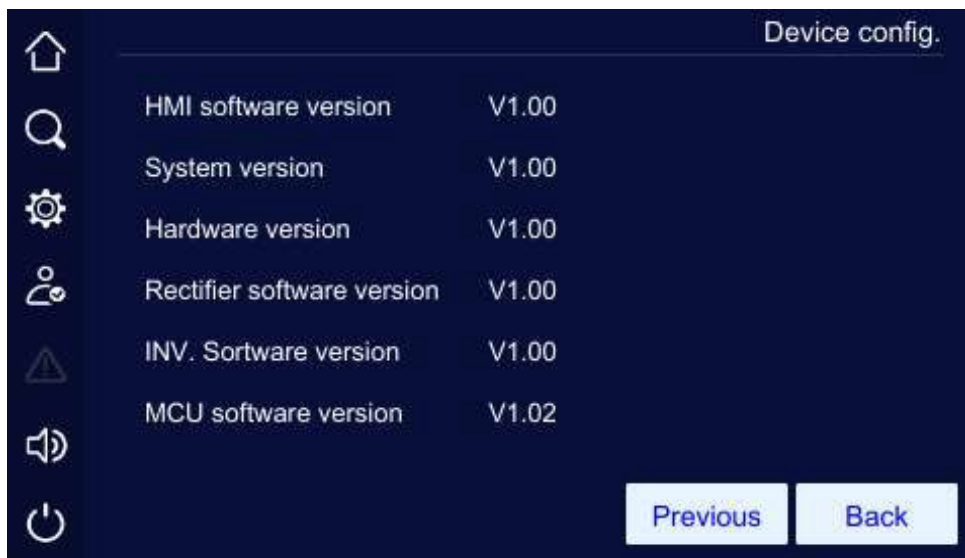 Device config.
HMI software version V1.00
System version V1.00
Hardware version V1.00
Rectifier software version V1.00
INV. Sortware version V1.00
MCU software version V1.02
Previous Back